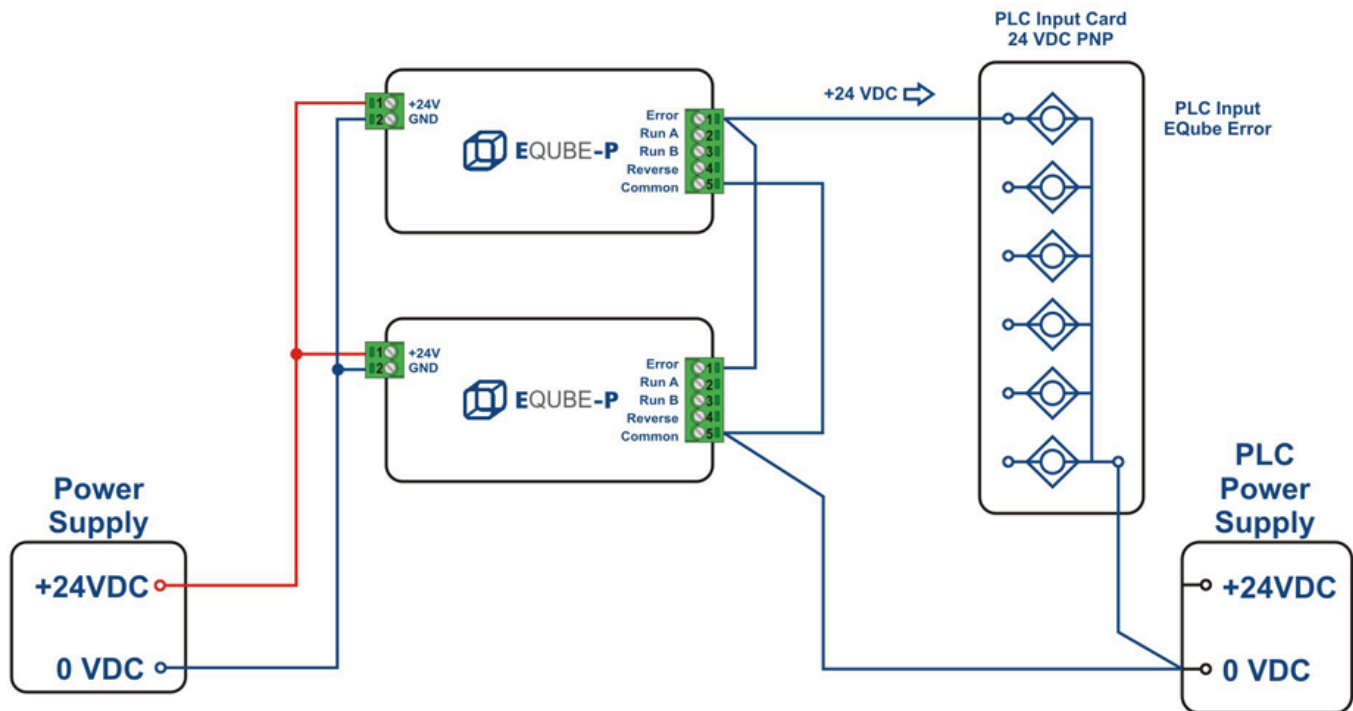 PLC Input Card
24 VDC PNP
+24 VDC
PLC Input
EQube Error
1 +24V
2 GND
EQUBE-P
Error 1
Run A 2
Run B 3
Reverse 4
Common 5
1 +24V
2 GND
EQUBE-P
Error 1
Run A 2
Run B 3
Reverse 4
Common 5
Power
Supply
+24VDC
0 VDC
PLC
Power
Supply
+24VDC
0 VDC